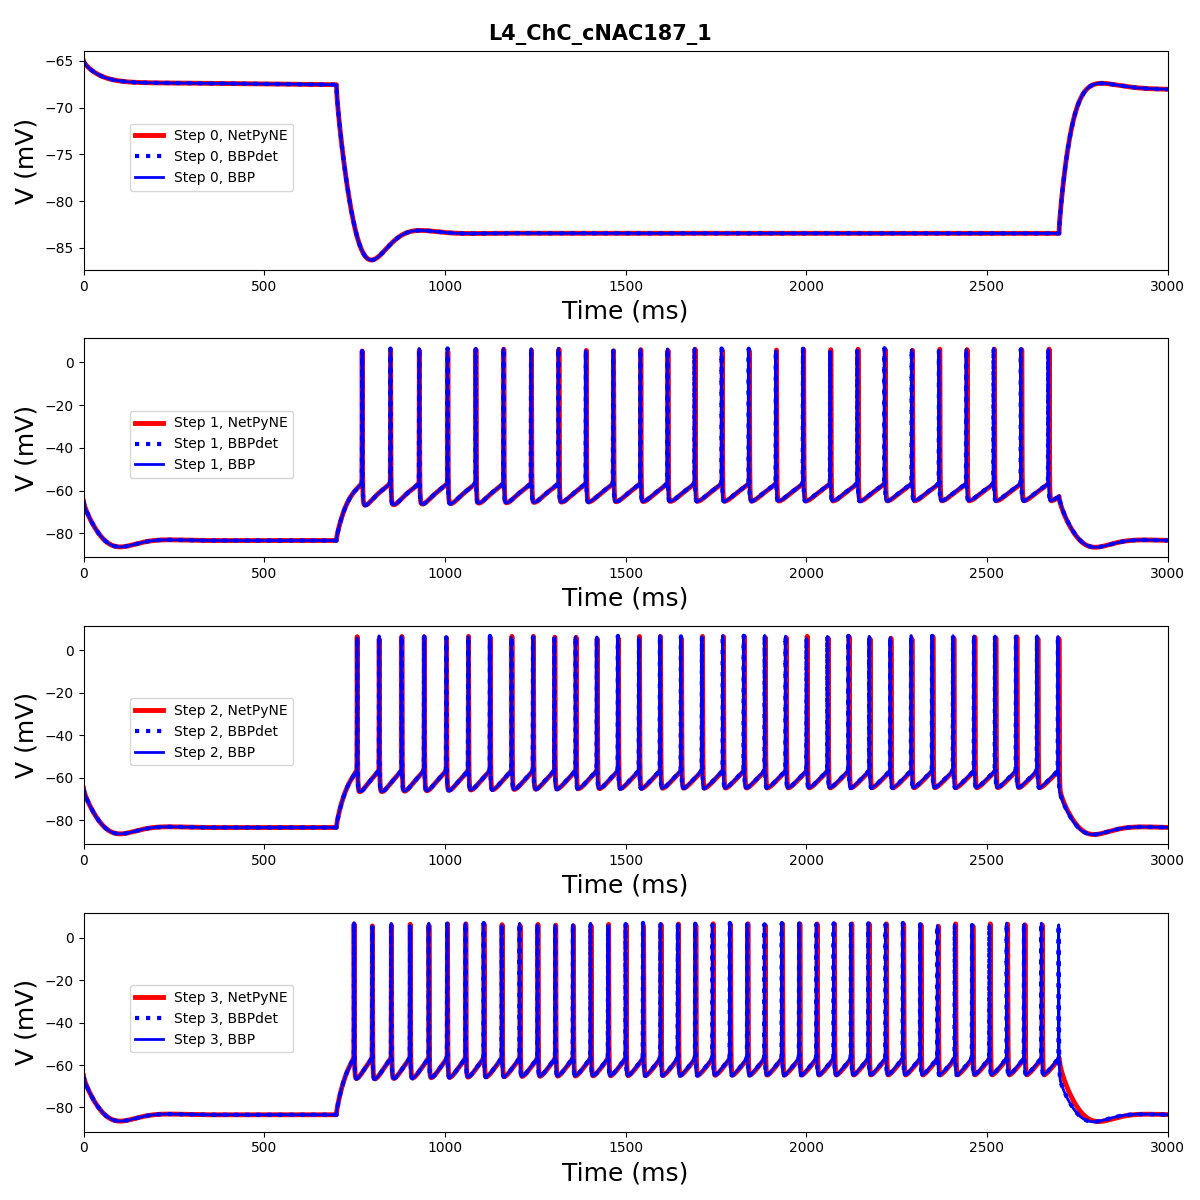 L4_ChC_cNAC187_1
−65
−70
−75
−80
−85
V (mV)
Step 0, NetPyNE
Step 0, BBPdet
Step 0, BBP
0 500 1000 1500 2000 2500 3000
Time (ms)
0
−20
−40
−60
−80
V (mV)
Step 1, NetPyNE
Step 1, BBPdet
Step 1, BBP
0 500 1000 1500 2000 2500 3000
Time (ms)
0
−20
−40
−60
−80
V (mV)
Step 2, NetPyNE
Step 2, BBPdet
Step 2, BBP
0 500 1000 1500 2000 2500 3000
Time (ms)
0
−20
−40
−60
−80
V (mV)
Step 3, NetPyNE
Step 3, BBPdet
Step 3, BBP
0 500 1000 1500 2000 2500 3000
Time (ms)